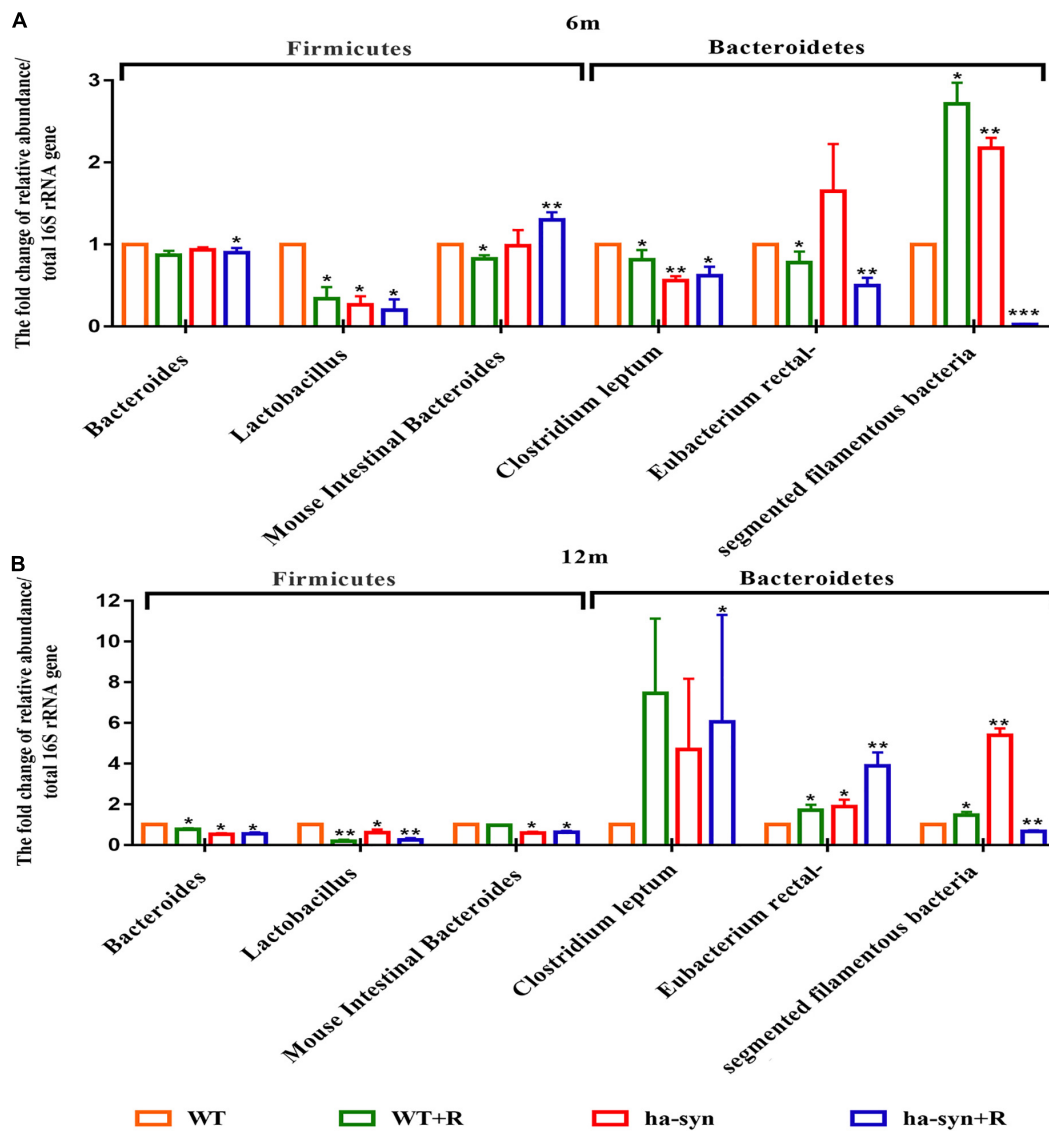 A
6m
Firmicutes
Bacteroidetes
The fold change of relative abundance/
total 16S rRNA gene
3
2
1
0
*
*
*
*
*
**
*
**
*
*
**
*
**
***
Bacteroides
Lactobacillus
Mouse Intestinal Bacteroides
Clostridium leptum
Eubacterium rectal-
segmented filamentous bacteria
B
12m
Firmicutes
Bacteroidetes
The fold change of relative abundance/
total 16S rRNA gene
12
10
8
6
4
2
0
*
*
*
**
*
**
*
*
*
*
*
**
*
**
**
Bacteroides
Lactobacillus
Mouse Intestinal Bacteroides
Clostridium leptum
Eubacterium rectal-
segmented filamentous bacteria
WT
WT+R
ha-syn
ha-syn+R